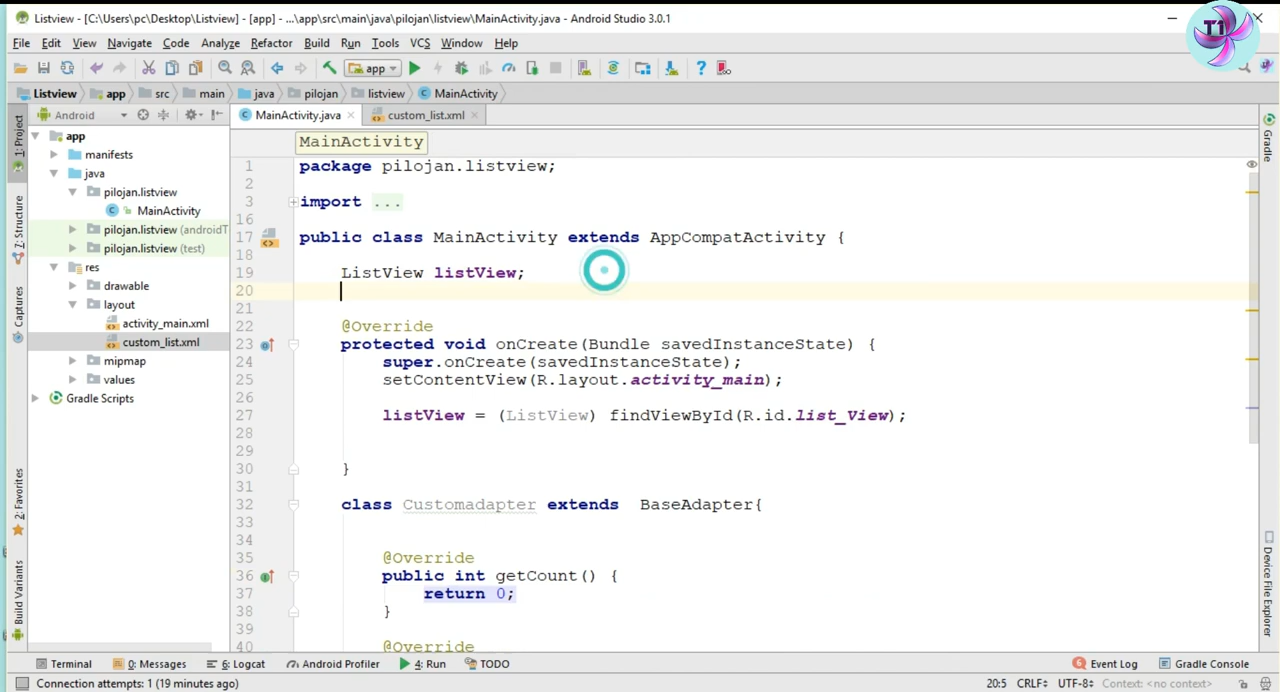 Listview - [C:\Users\pc\Desktop\Listview] - [app] - ...\app\src\main\java\pilojan\listview\MainActivity.java - Android Studio 3.0.1
T1
File Edit View Navigate Code Analyze Refactor Build Run Tools VCS Window Help
app
Listview app src main java pilojan listview MainActivity
Android
MainActivity.java custom_list.xml
1: Project
Z: Structure
Captures
2: Favorites
Build Variants
app
manifests
java
pilojan.listview
MainActivity
pilojan.listview (androidT
pilojan.listview (test)
res
drawable
layout
activity_main.xml
custom_list.xml
mipmap
values
Gradle Scripts
MainActivity
1 package pilojan.listview;
2
3 import ...
16
17 public class MainActivity extends AppCompatActivity {
18
19 ListView listView;
20
21
22 @Override
23 protected void onCreate(Bundle savedInstanceState) {
24 super.onCreate(savedInstanceState);
25 setContentView(R.layout.activity_main);
26
27 listView = (ListView) findViewById(R.id.list_View);
28
29
30 }
31
32 class Customadapter extends BaseAdapter{
33
34
35 @Override
36 public int getCount() {
37 return 0;
38 }
39
40 @Override
Gradle
Device File Explorer
Terminal 0: Messages 6: Logcat Android Profiler 4: Run TODO Event Log Gradle Console
Connection attempts: 1 (19 minutes ago) 20:5 CRLF UTF-8 Context: <no context>